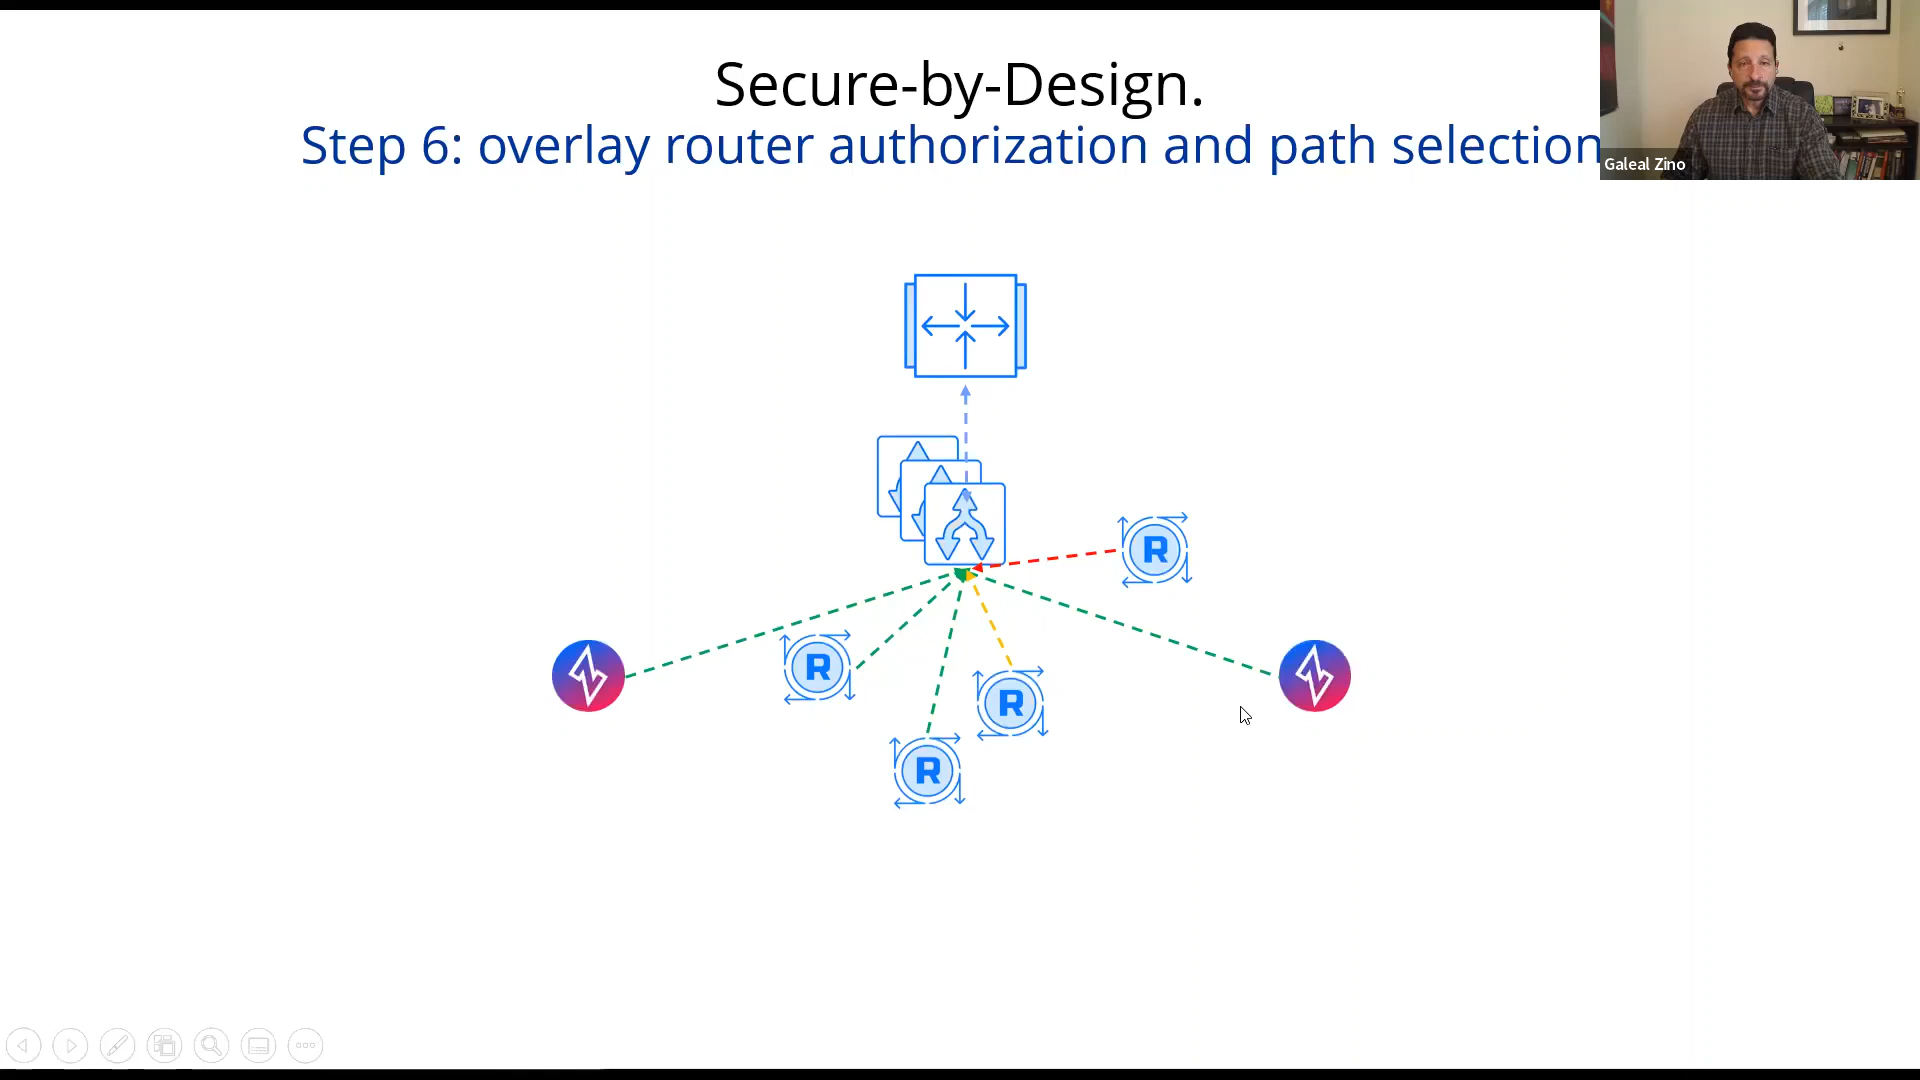 Secure-by-Design.
Step 6: overlay router authorization and path selection
Galeal Zino
R
R
R
R